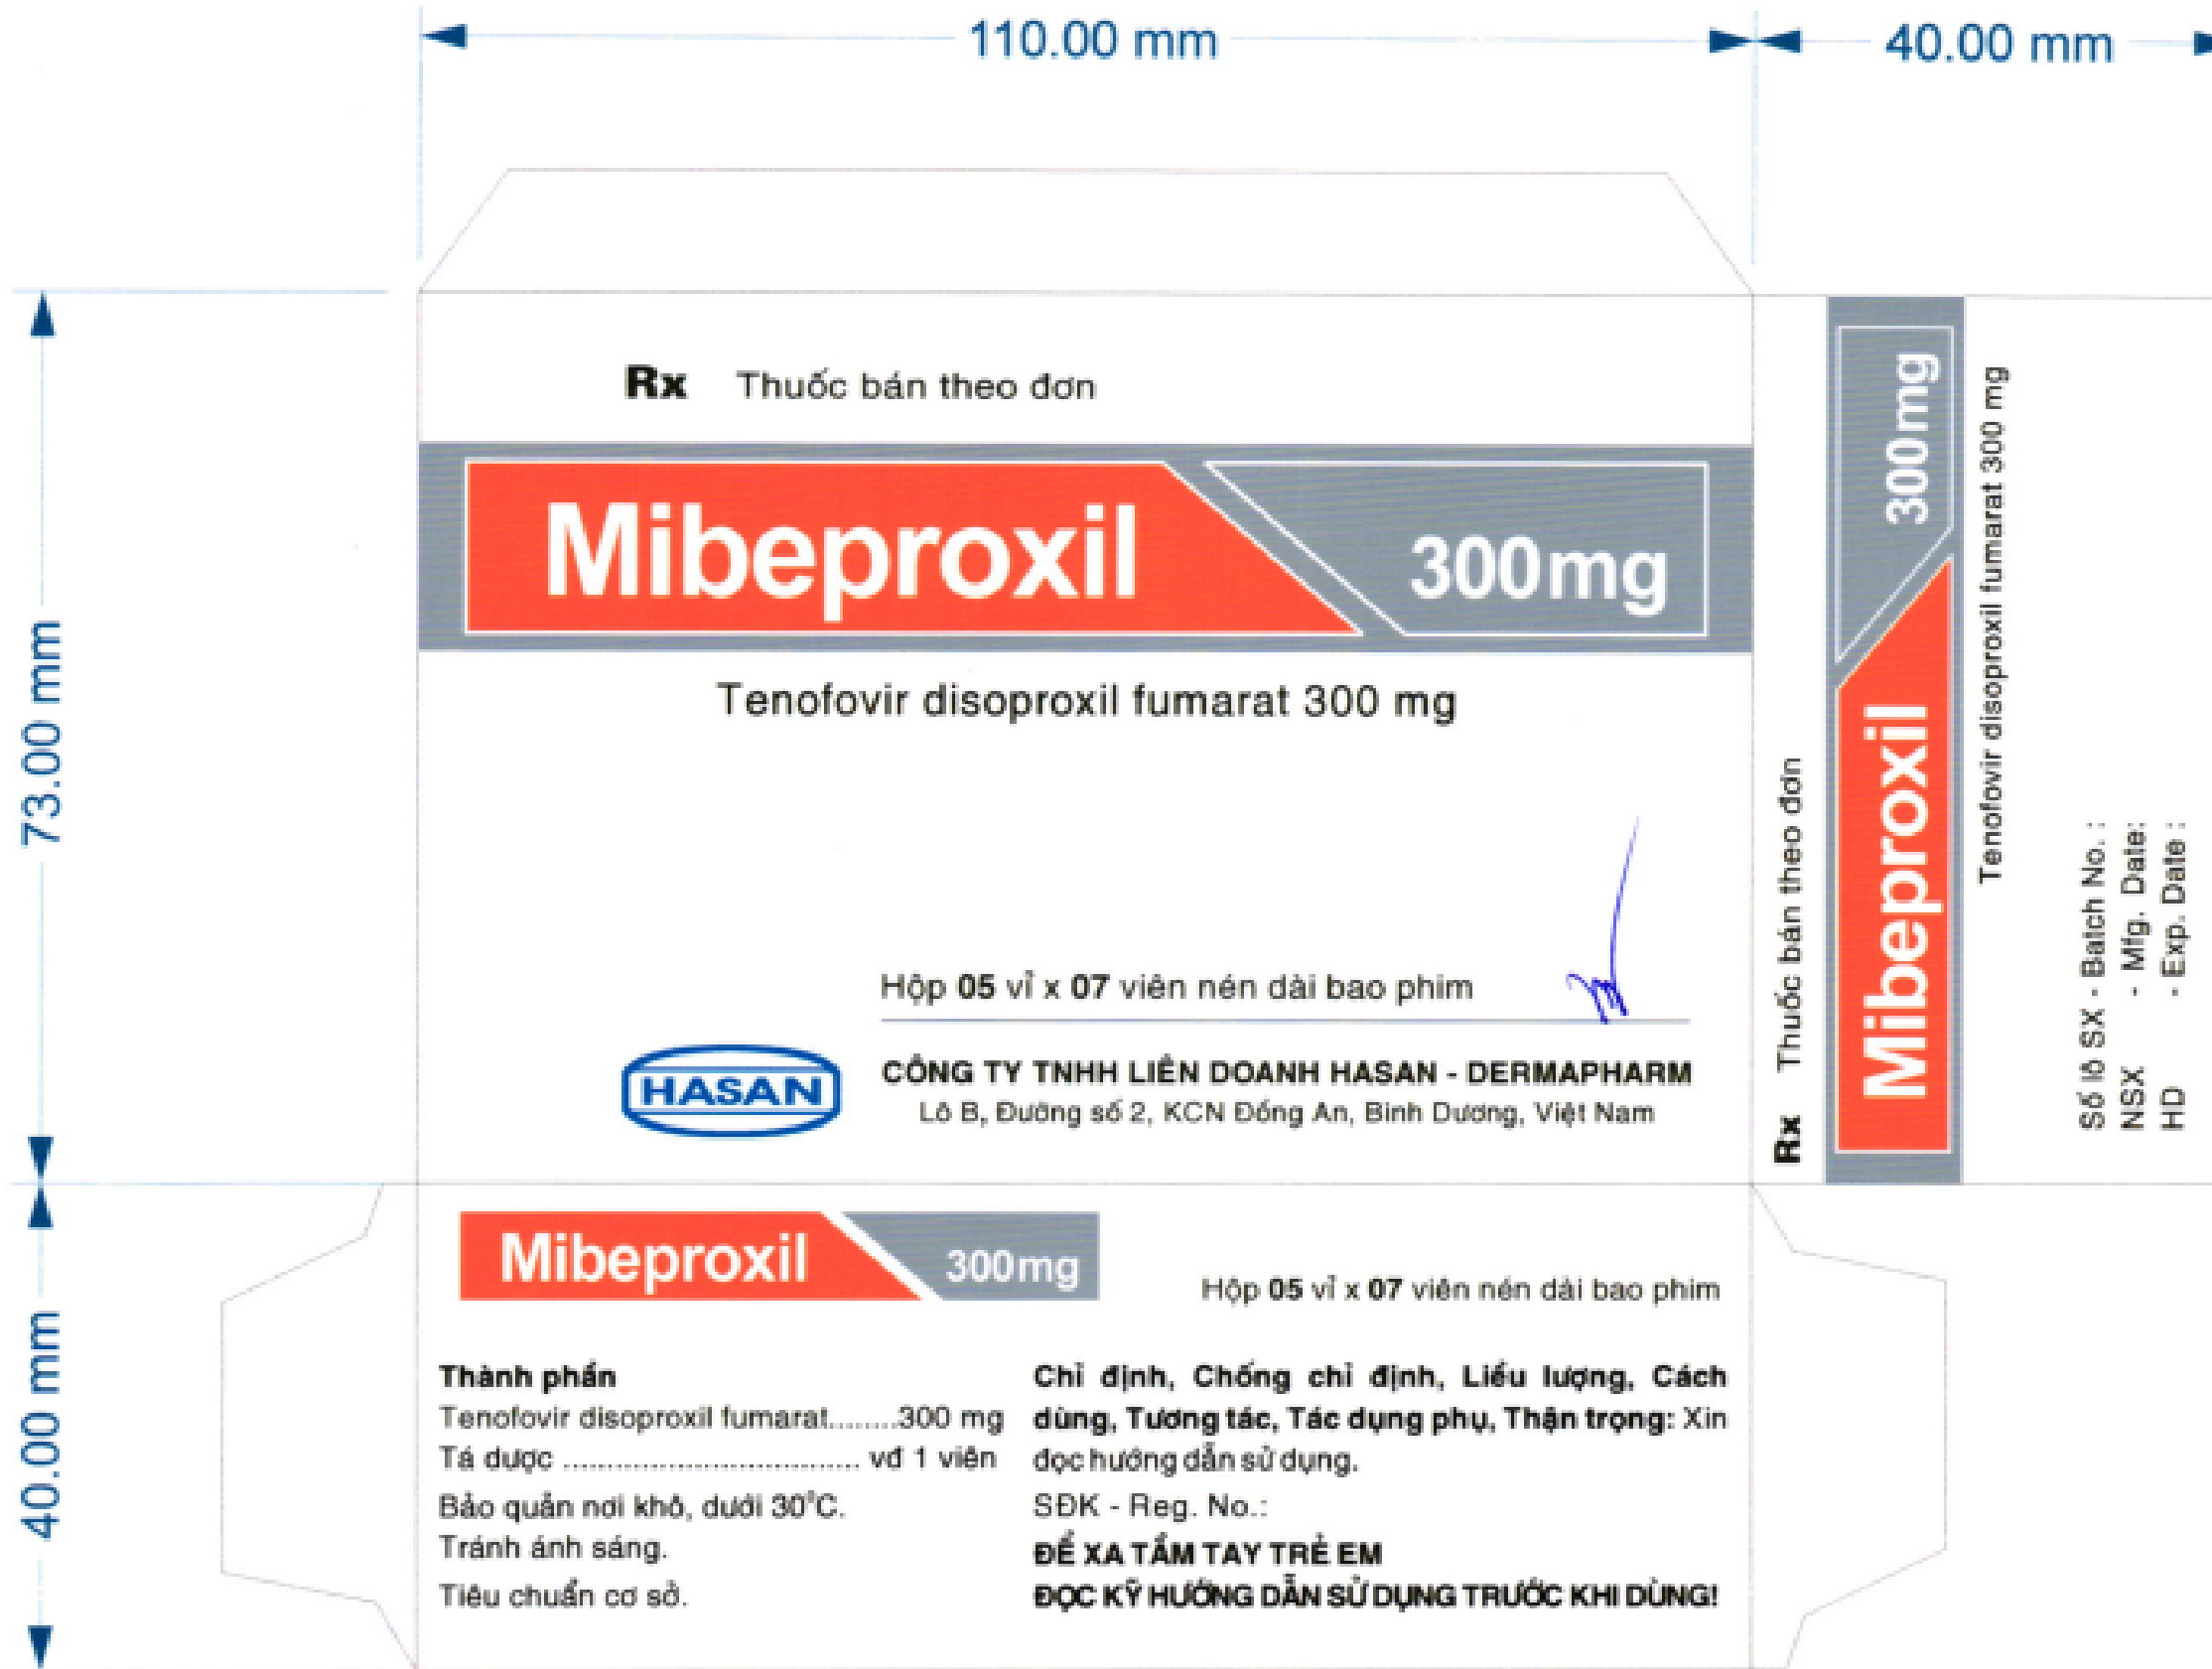 110.00 mm
40.00 mm
73.00 mm
40.00 mm
Rx Thuốc bán theo đơn
Mibeproxil 300mg
Tenofovir disoproxil fumarat 300 mg
Hộp 05 vỉ x 07 viên nén dài bao phim
HASAN
CÔNG TY TNHH LIÊN DOANH HASAN - DERMAPHARM
Lô B, Đường số 2, KCN Đồng An, Bình Dương, Việt Nam
Rx Thuốc bán theo đơn
Mibeproxil 300mg
Tenofovir disoproxil fumarat 300 mg
Số lô SX - Batch No. :
NSX - Mfg. Date:
HD - Exp. Date :
Mibeproxil 300mg
Hộp 05 vỉ x 07 viên nén dài bao phim
Thành phần
Tenofovir disoproxil fumarat.........300 mg
Tá dược .................................. vđ 1 viên
Bảo quản nơi khô, dưới 30⁰C.
Tránh ánh sáng.
Tiêu chuẩn cơ sở.
Chỉ định, Chống chỉ định, Liều lượng, Cách
dùng, Tương tác, Tác dụng phụ, Thận trọng: Xin
đọc hướng dẫn sử dụng.
SĐK - Reg. No.:
ĐỂ XA TẦM TAY TRẺ EM
ĐỌC KỸ HƯỚNG DẪN SỬ DỤNG TRƯỚC KHI DÙNG!